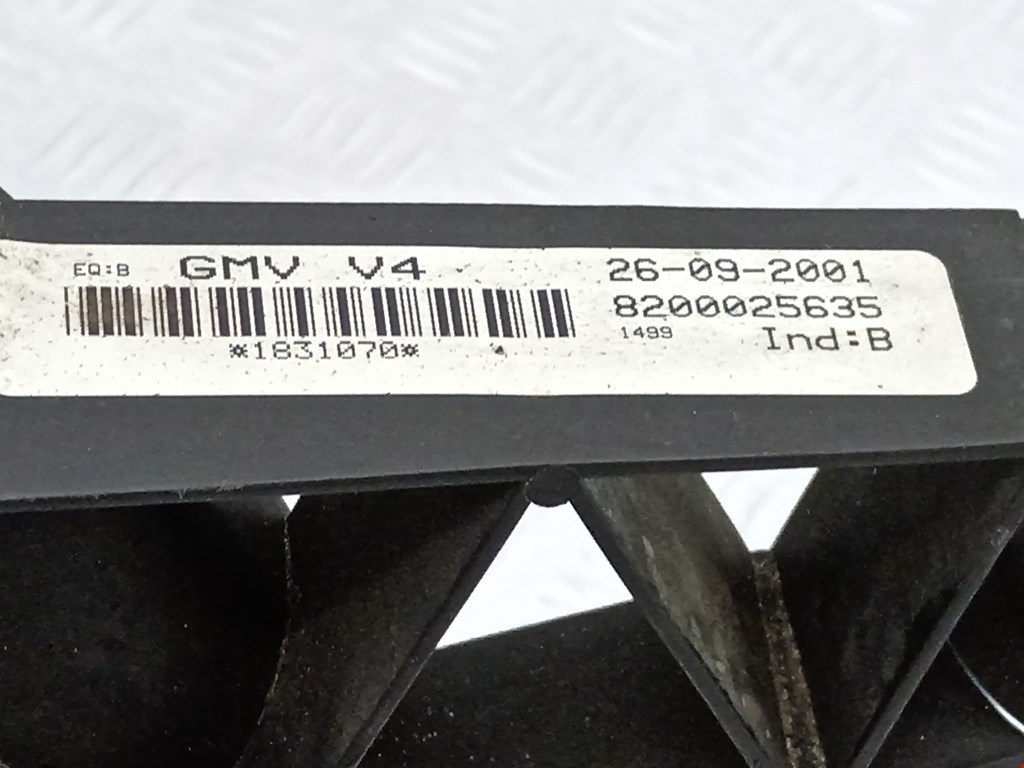 EQ:B GMV V4 26-09-2001
8200025635
*1831070* 1499 Ind:B